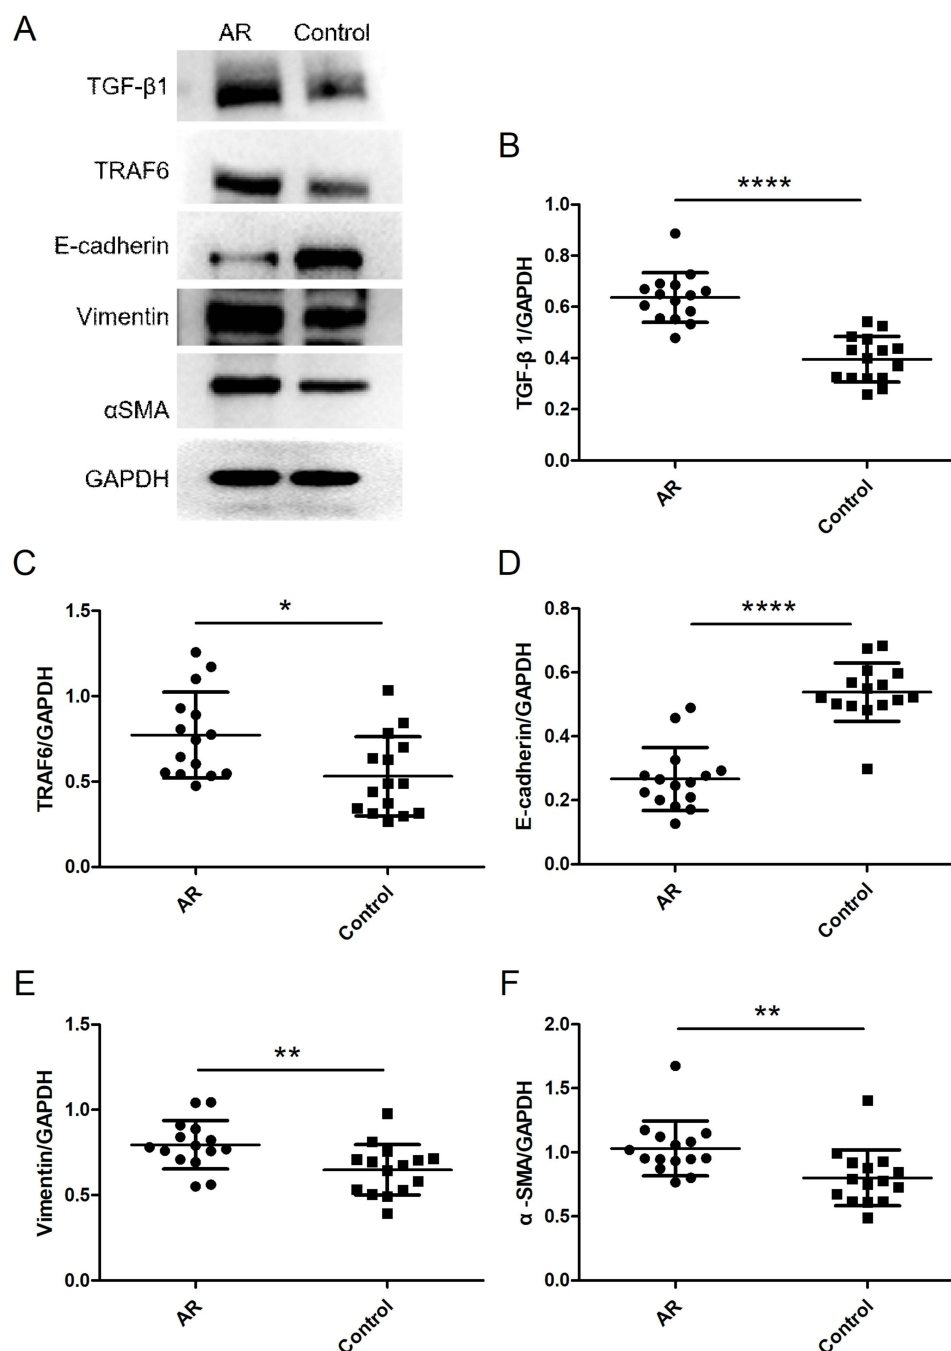 A
AR Control
TGF-β1
TRAF6
E-cadherin
Vimentin
αSMA
GAPDH
B
****
TGF-β 1/GAPDH
1.0
0.8
0.6
0.4
0.2
0.0
AR
Control
C
*
TRAF6/GAPDH
1.5
1.0
0.5
0.0
AR
Control
D
****
E-cadherin/GAPDH
0.8
0.6
0.4
0.2
0.0
AR
Control
E
**
Vimentin/GAPDH
1.5
1.0
0.5
0.0
AR
Control
F
**
α -SMA/GAPDH
2.0
1.5
1.0
0.5
0.0
AR
Control